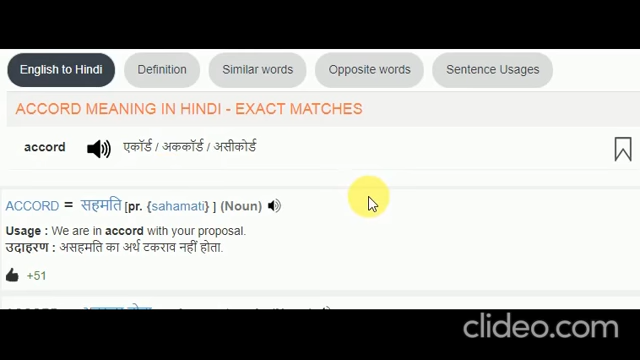 English to Hindi Definition Similar words Opposite words Sentence Usages
ACCORD MEANING IN HINDI - EXACT MATCHES
accord एकॉर्ड / अककॉर्ड / असीकोर्ड
ACCORD = सहमति [pr. {sahamati} ] (Noun)
Usage : We are in accord with your proposal.
उदाहरण : असहमति का अर्थ टकराव नहीं होता.
+51
clideo.com